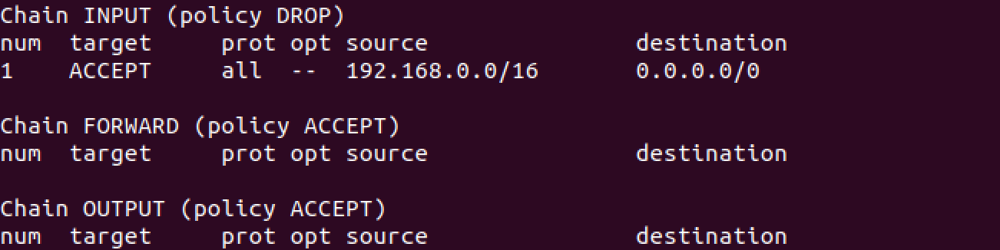 Chain INPUT (policy DROP)
num  target     prot opt source               destination
1    ACCEPT     all  --  192.168.0.0/16       0.0.0.0/0
Chain FORWARD (policy ACCEPT)
num  target     prot opt source               destination
Chain OUTPUT (policy ACCEPT)
num  target     prot opt source               destination